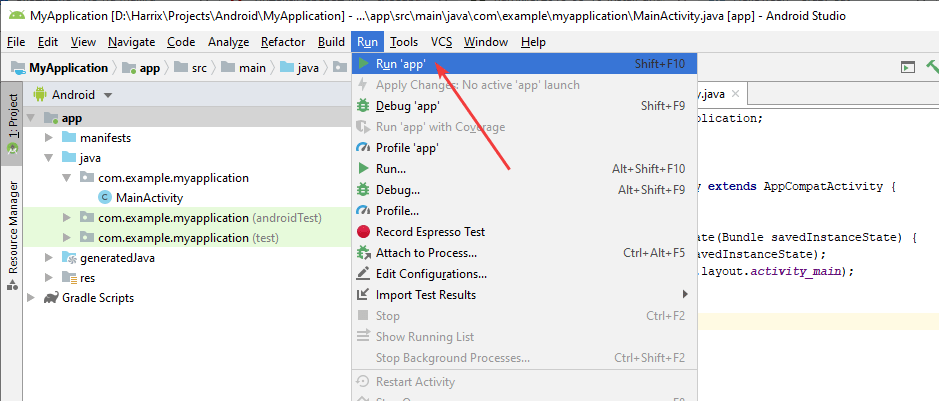 MyApplication [D:\Harrix\Projects\Android\MyApplication] - ...\app\src\main\java\com\example\myapplication\MainActivity.java [app] - Android Studio
File Edit View Navigate Code Analyze Refactor Build Run Tools VCS Window Help
MyApplication app src main java
Android
1: Project
Resource Manager
app
manifests
java
com.example.myapplication
MainActivity
com.example.myapplication (androidTest)
com.example.myapplication (test)
generatedJava
res
Gradle Scripts
Run 'app' Shift+F10
Apply Changes: No active 'app' launch
Debug 'app' Shift+F9
Run 'app' with Coverage
Profile 'app'
Run... Alt+Shift+F10
Debug... Alt+Shift+F9
Profile...
Record Espresso Test
Attach to Process... Ctrl+Alt+F5
Edit Configurations...
Import Test Results
Stop Ctrl+F2
Show Running List
Stop Background Processes... Ctrl+Shift+F2
Restart Activity
y.java
plication;
y extends AppCompatActivity {
ate(Bundle savedInstanceState) {
avedInstanceState);
.layout.activity_main);